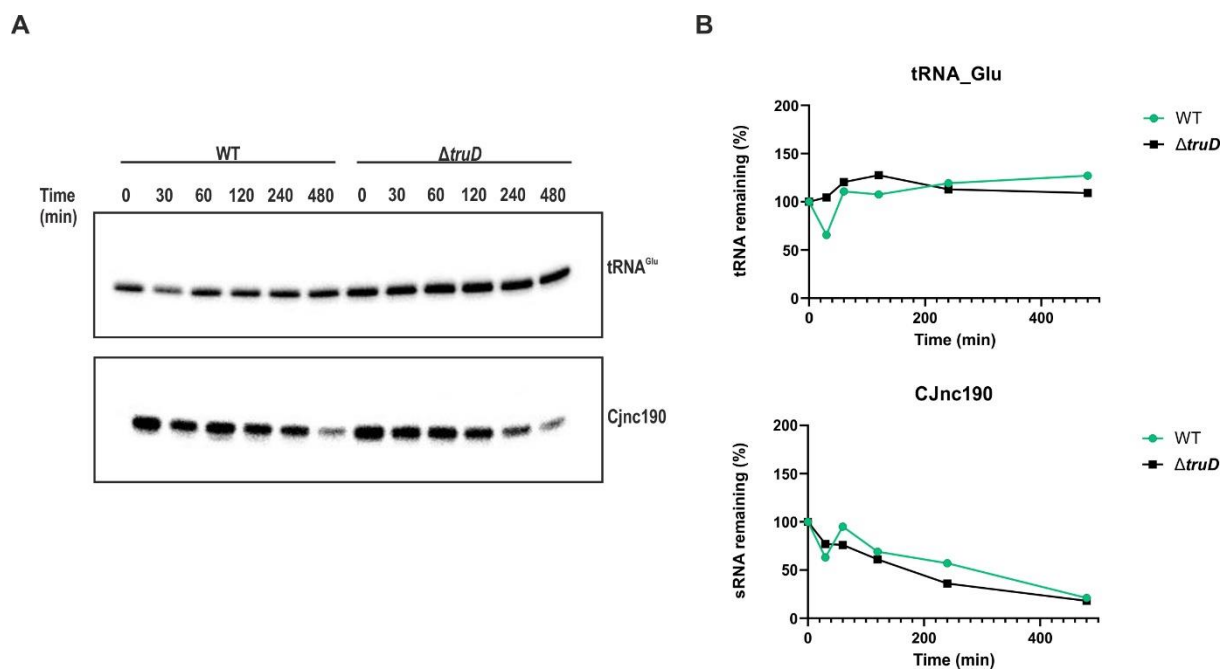 A
WT ΔtruD
Time (min) 0 30 60 120 240 480 0 30 60 120 240 480
tRNA^Glu
Cjnc190
B
tRNA_Glu
tRNA remaining (%)
200
150
100
50
0
0 200 400
Time (min)
WT
ΔtruD
CJnc190
sRNA remaining (%)
200
150
100
50
0
0 200 400
Time (min)
WT
ΔtruD